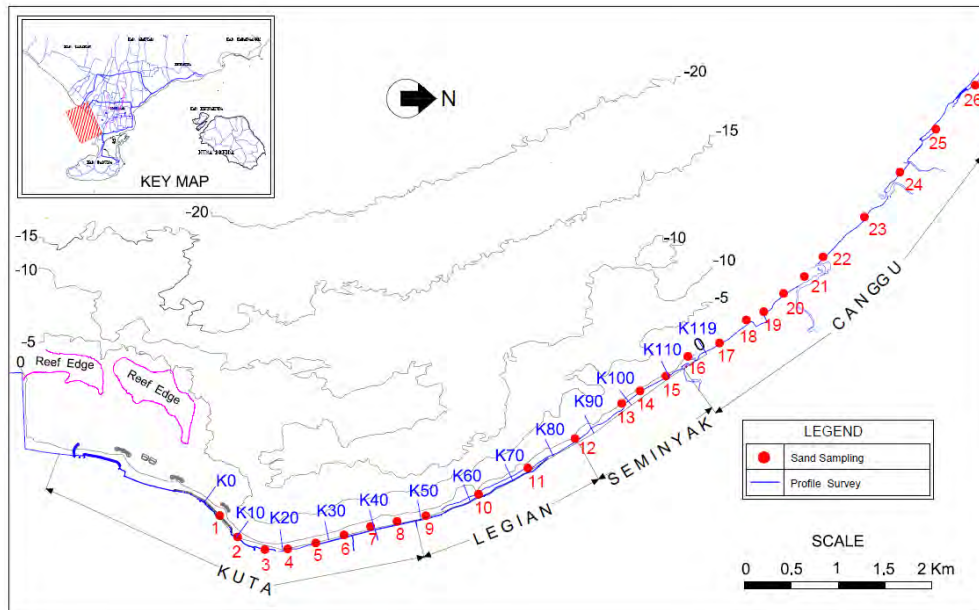 KEY MAP
N
-20
-15
-20
-15
-10
-5
-10
-10
-5
0
Reef Edge
Reef Edge
K0
K10
K20
K30
K40
K50
K60
K70
K80
K90
K100
K110
K119
0
1
2
3
4
5
6
7
8
9
10
11
12
13
14
15
16
17
18
19
20
21
22
23
24
25
26
KUTA
LEGIAN
SEMINYAK
CANGGU
LEGEND
Sand Sampling
Profile Survey
SCALE
0 0.5 1 1.5 2 Km